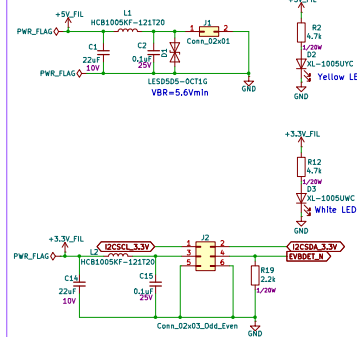 +5V_FIL
L1
HCB1005KF-121T20
J1
PWR_FLAG
1 2
Conn_02x01
C1
22uF
10V
C2
0.1uF
25V
D1
PWR_FLAG
LESD5D5-0CT1G
VBR=5.6Vmin
GND
R2
4.7k
1/20W
D2
XL-1005UYC
Yellow LE
GND
+3.3V_FIL
R12
4.7k
1/20W
D3
XL-1005UWC
White LED
GND
+3.3V_FIL
J2
I2CSCL_3.3V
1 2
I2CSDA_3.3V
PWR_FLAG
L2
3 4
EVBDET_N
HCB1005KF-121T20
5 6
C14
22uF
10V
C15
0.1uF
25V
R19
2.2k
1/20W
Conn_02x03_Odd_Even
GND